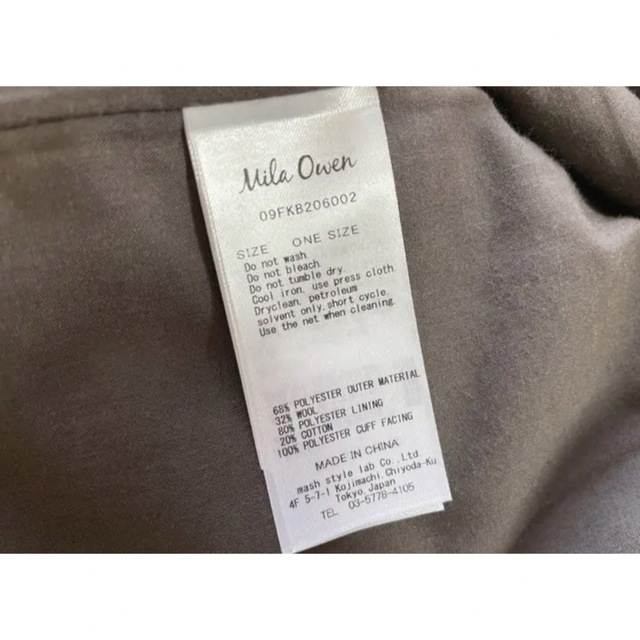 Mila Owen
09FKB206002
SIZE ONE SIZE
Do not wash.
Do not bleach.
Do not tumble dry.
Cool iron, use press cloth.
Dryclean, petroleum
solvent only, short cycle.
Use the net when cleaning.
68% POLYESTER OUTER MATERIAL
32% WOOL
80% POLYESTER LINING
20% COTTON
100% POLYESTER CUFF FACING
MADE IN CHINA
mash style lab Co., Ltd.
4F 5-7-1 Kojimachi,Chiyoda-Ku
Tokyo,Japan
TEL 03-5778-4105